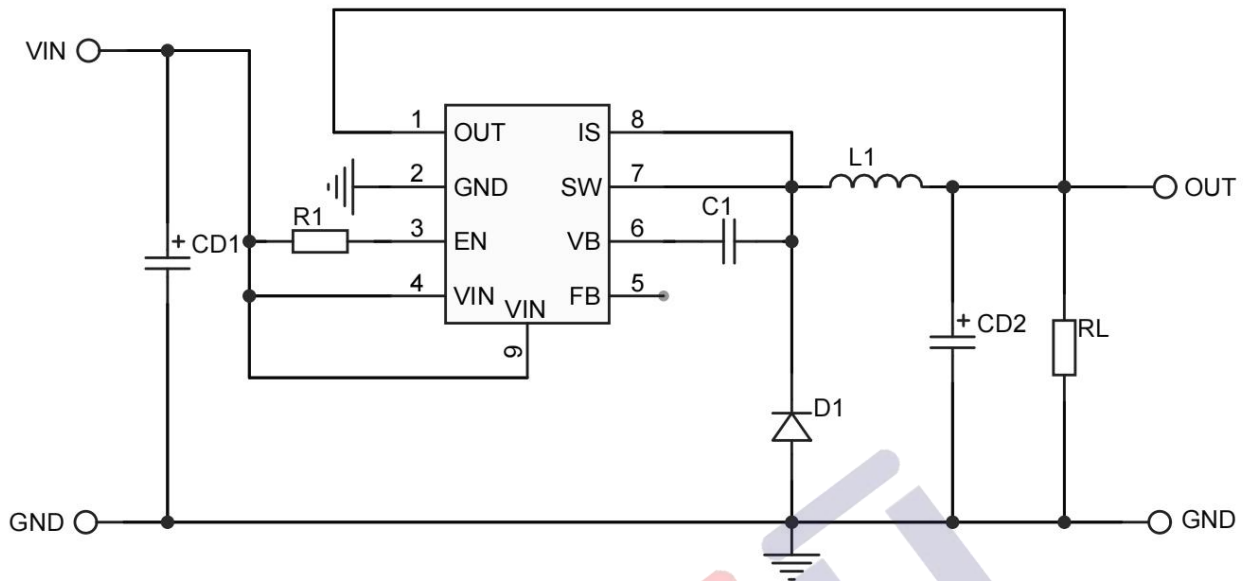 VIN
1 OUT IS 8
2 GND SW 7
L1
OUT
R1
C1
3 EN VB 6
+ CD1
4 VIN FB 5
VIN
9
+ CD2
RL
D1
GND
GND